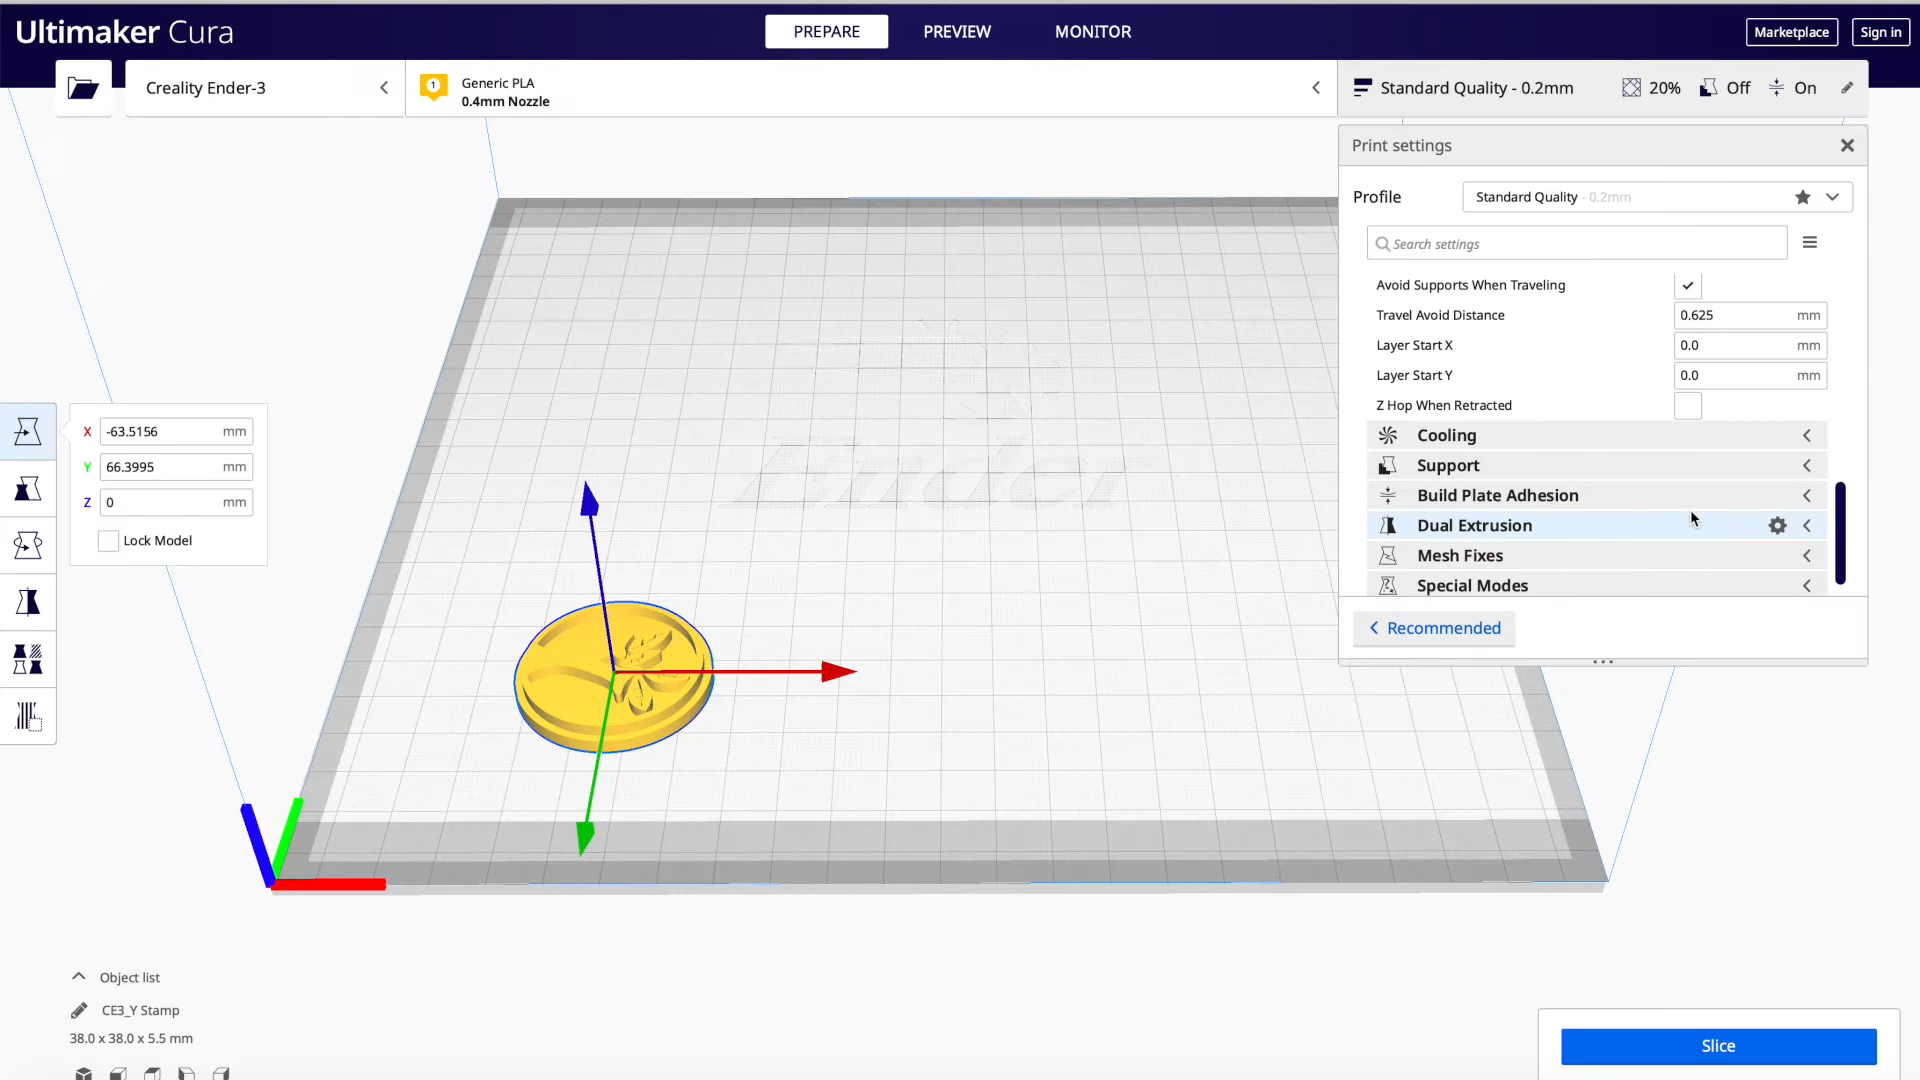 Ultimaker Cura
PREPARE
PREVIEW
MONITOR
Marketplace
Sign in
Creality Ender-3
1
Generic PLA
0.4mm Nozzle
Standard Quality - 0.2mm
20%
Off
On
Print settings
Profile
Standard Quality - 0.2mm
Search settings
Avoid Supports When Traveling
Travel Avoid Distance 0.625 mm
Layer Start X 0.0 mm
Layer Start Y 0.0 mm
Z Hop When Retracted
Cooling
Support
Build Plate Adhesion
Dual Extrusion
Mesh Fixes
Special Modes
Recommended
X -63.5156 mm
Y 66.3995 mm
Z 0 mm
Lock Model
Ender
Object list
CE3_Y Stamp
38.0 x 38.0 x 5.5 mm
Slice